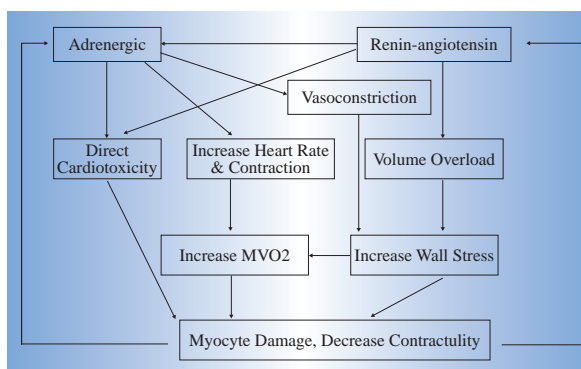 Adrenergic
Renin-angiotensin
Vasoconstriction
Direct
Cardiotoxicity
Increase Heart Rate
& Contraction
Volume Overload
Increase MVO2
Increase Wall Stress
Myocyte Damage, Decrease Contractulity